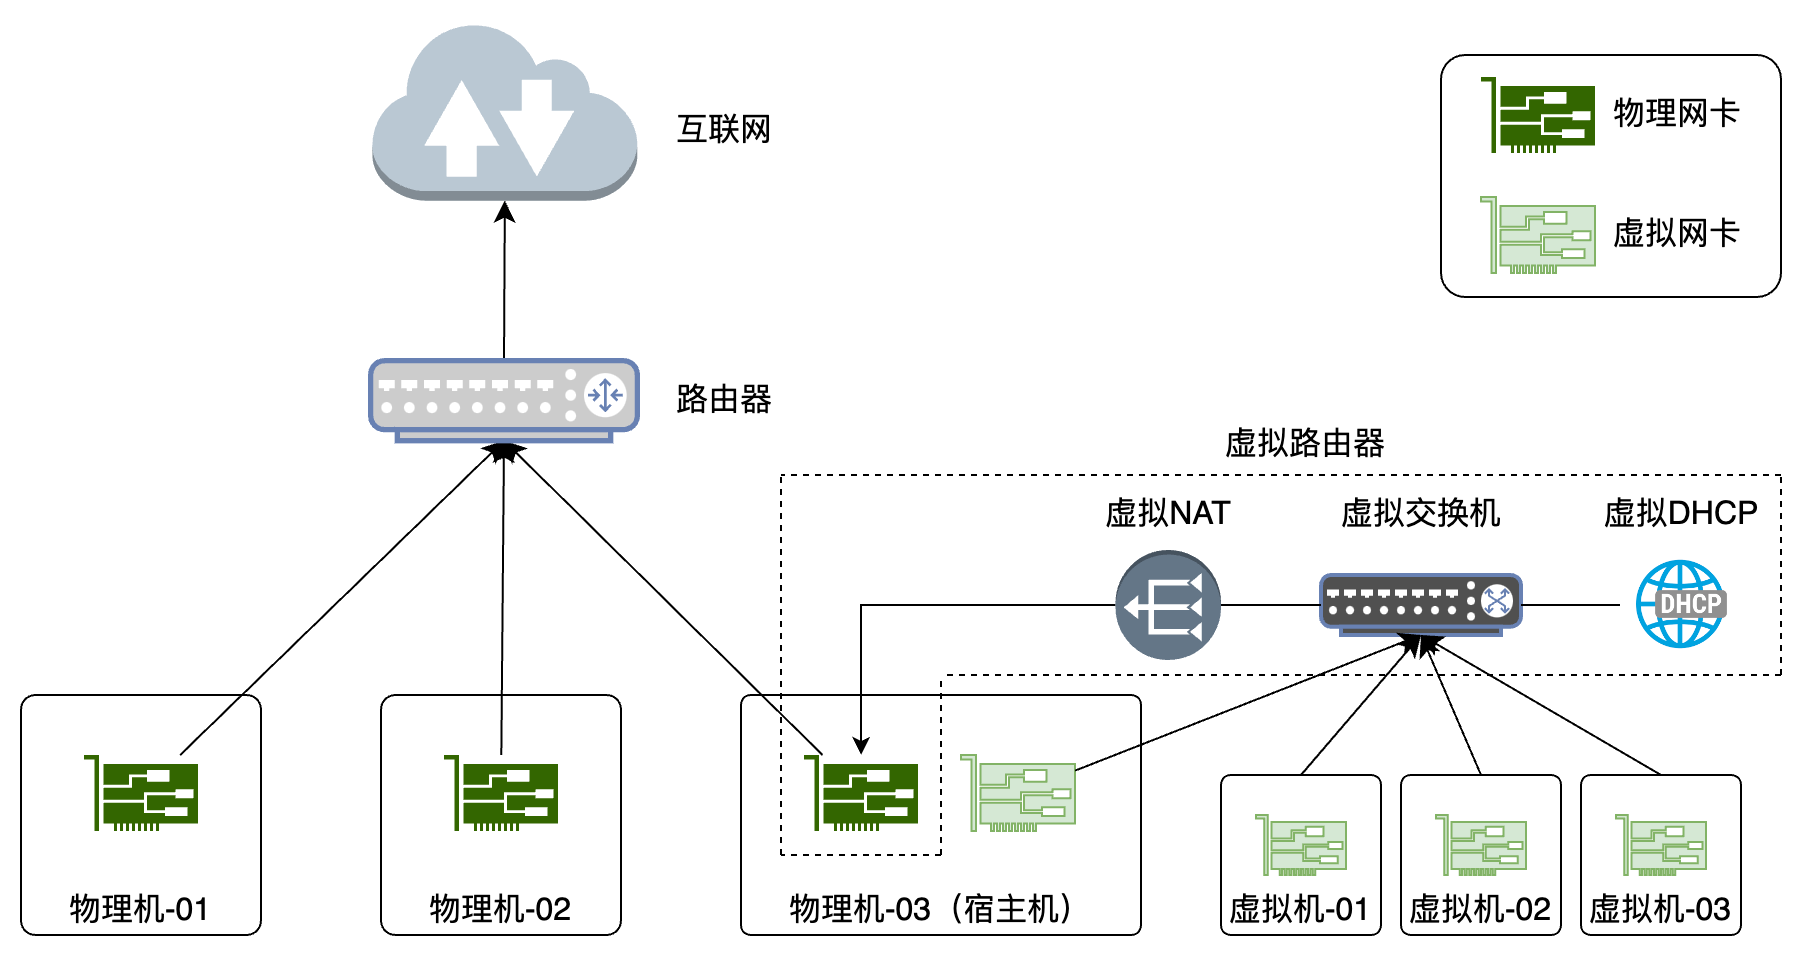 互联网
物理网卡
虚拟网卡
路由器
虚拟路由器
虚拟NAT
虚拟交换机
虚拟DHCP
DHCP
物理机-01
物理机-02
物理机-03（宿主机）
虚拟机-01
虚拟机-02
虚拟机-03